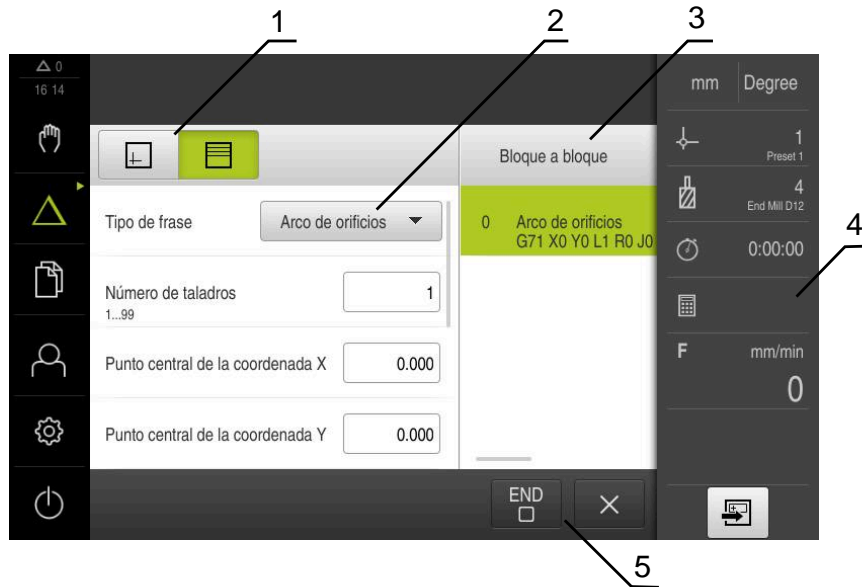 1
2
3
0
16 14
mm Degree
1
Preset 1
Bloque a bloque
4
End Mill D12
Tipo de frase
Arco de orificios
0 Arco de orificios
G71 X0 Y0 L1 R0 J0
4
0:00:00
Número de taladros
1...99
1
F mm/min
0
Punto central de la coordenada X
0.000
Punto central de la coordenada Y
0.000
END
5